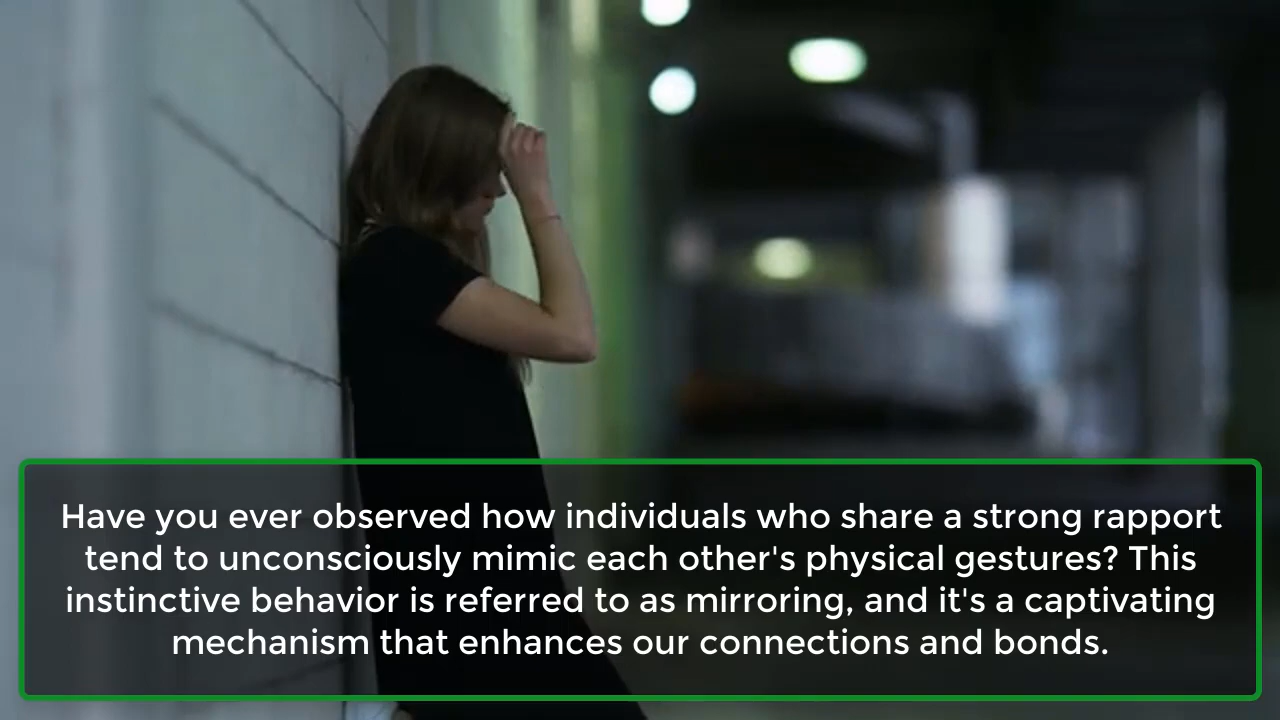 Have you ever observed how individuals who share a strong rapport
tend to unconsciously mimic each other's physical gestures? This
instinctive behavior is referred to as mirroring, and it's a captivating
mechanism that enhances our connections and bonds.